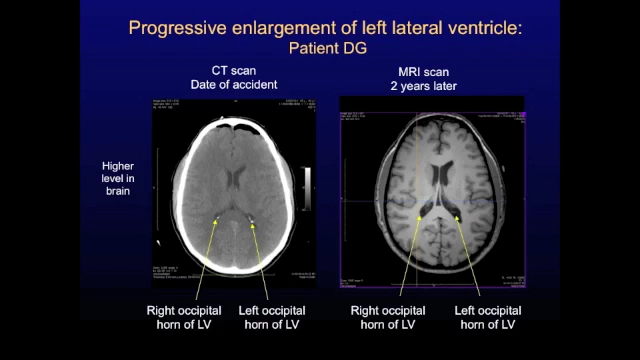 Progressive enlargement of left lateral ventricle:
Patient DG
CT scan
Date of accident
MRI scan
2 years later
Higher
level in
brain
Right occipital
horn of LV
Left occipital
horn of LV
Right occipital
horn of LV
Left occipital
horn of LV